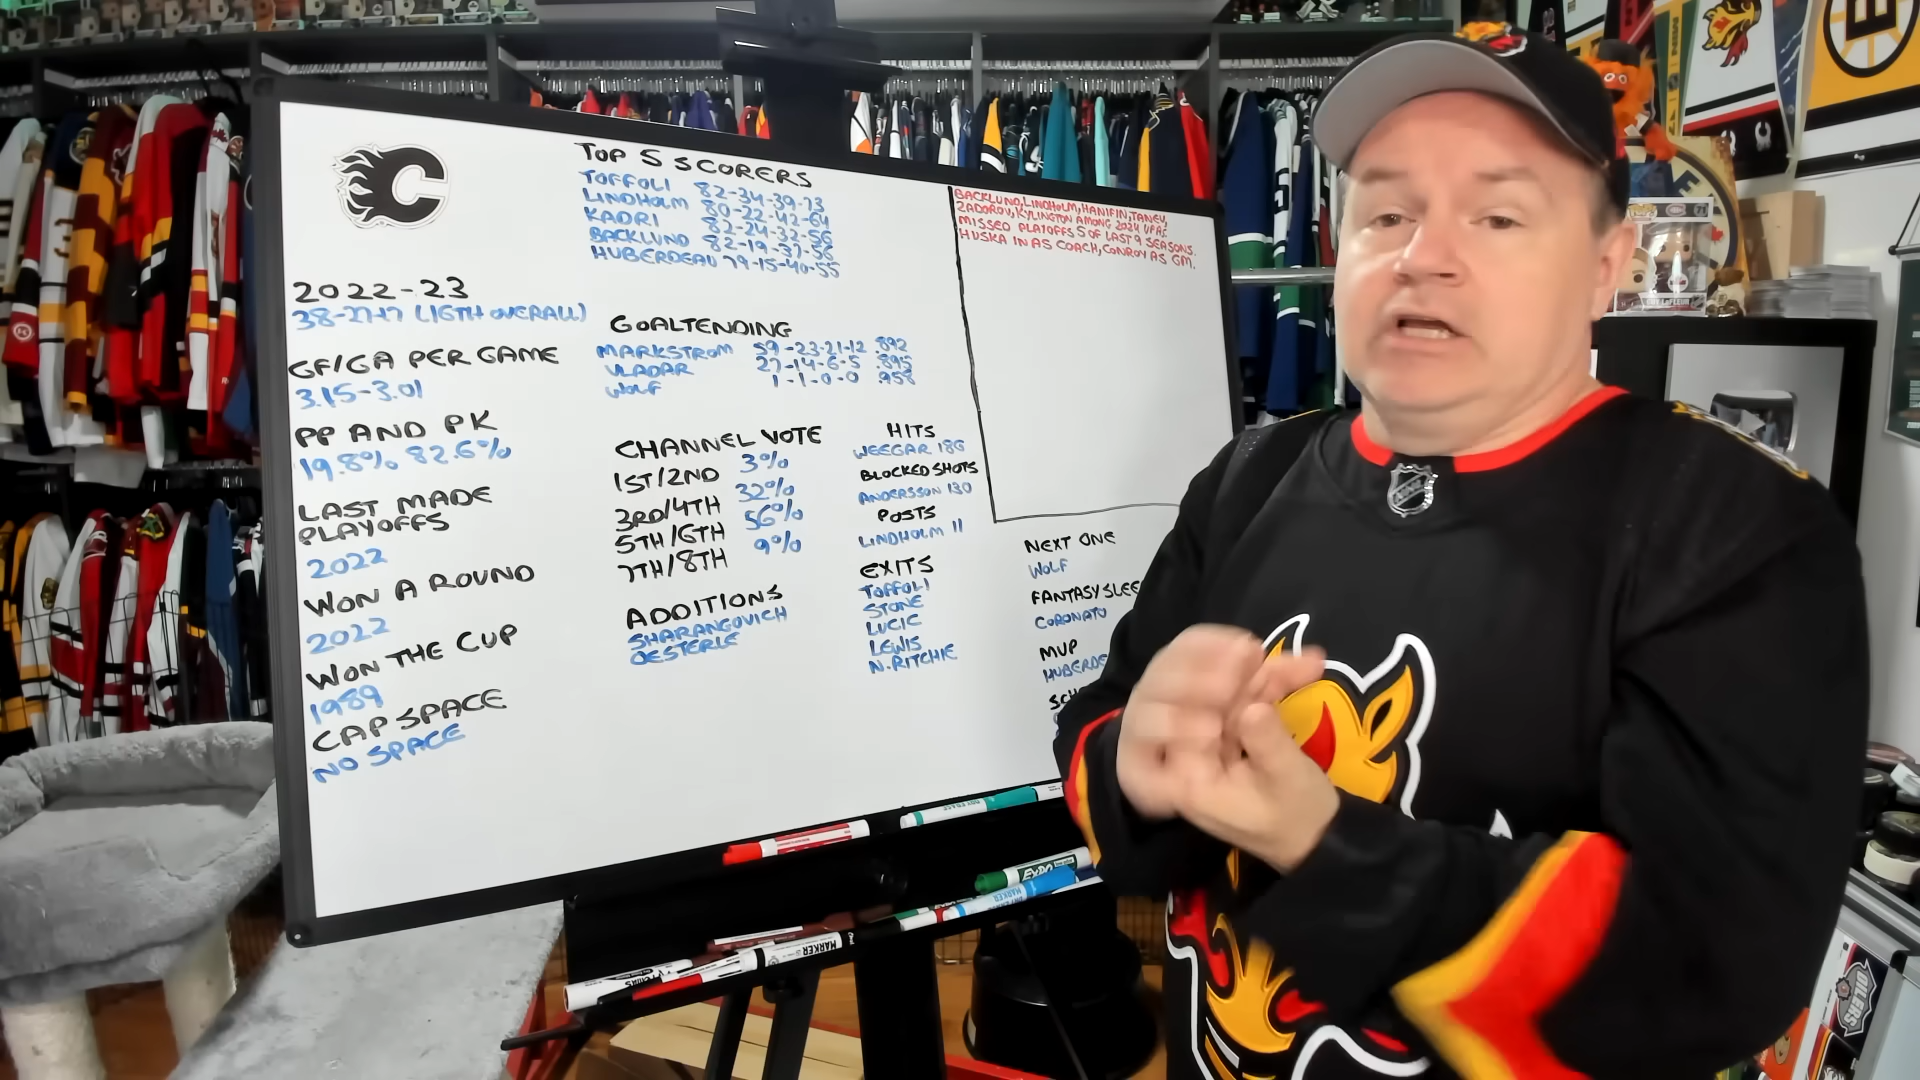 TOP 5 SCORERS
TOFFOLI 82-34-39-73
LINDHOLM 80-22-42-64
KADRI 82-24-32-56
BACKLUND 82-19-37-56
HUBERDEAU 79-15-40-55
2022-23
38-27-17 (16TH OVERALL)
GF/GA PER GAME
3.15-3.01
PP AND PK
19.8% 82.6%
LAST MADE
PLAYOFFS
2022
WON A ROUND
2022
WON THE CUP
1989
CAP SPACE
NO SPACE
GOALTENDING
MARKSTROM 59-23-21-12 .892
VLADAR 27-14-6-5 .895
WOLF 1-1-0-0 .958
CHANNEL VOTE
1ST/2ND 3%
3RD/4TH 32%
5TH/6TH 56%
7TH/8TH 9%
ADDITIONS
SHARANGOVICH
OESTERLE
HITS
WEEGAR 186
BLOCKED SHOTS
ANDERSSON 130
POSTS
LINDHOLM 11
EXITS
TOFFOLI
STONE
LUCIC
LEWIS
N.RITCHIE
BACKLUND, LINDHOLM, HANIFIN, TANEV,
ZADOROV, KYLINGTON AMONG 2024 UFAS
MISSED PLAYOFFS 5 OF LAST 9 SEASONS.
HUSKA IN AS COACH, CONROY AS GM.
NEXT ONE
WOLF
FANTASY SLEE
CORONATO
MVP
HUBERDE
SCH
NHL
EXPO
MARKER
MARKER
OILERS